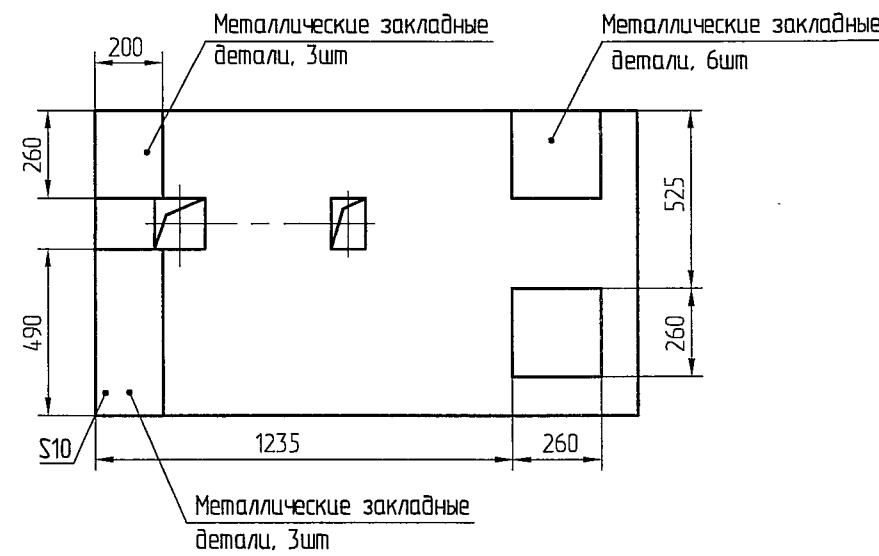 Металлические закладные
детали, 3шт
Металлические закладные
детали, 6шт
200
260
525
490
260
S10
1235
260
Металлические закладные
детали, 3шт